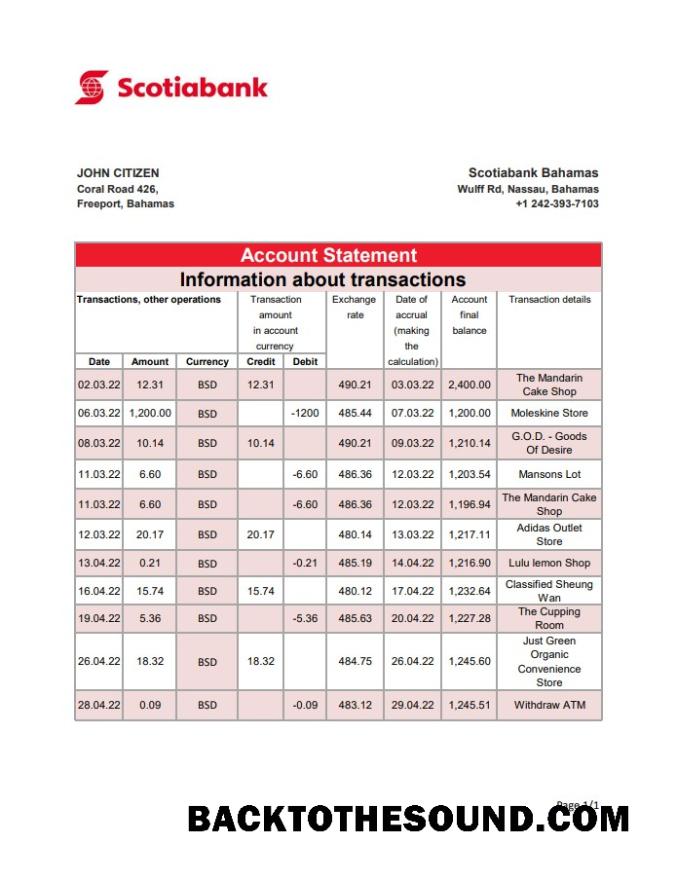 Scotiabank
JOHN CITIZEN
Coral Road 426,
Freeport, Bahamas
Scotiabank Bahamas
Wulff Rd, Nassau, Bahamas
+1 242-393-7103
Account Statement
Information about transactions
Transactions, other operations
Transaction
amount
in account
currency
Exchange
rate
Date of
accrual
(making
the
calculation)
Account
final
balance
Transaction details
Date Amount Currency Credit Debit
02.03.22 12.31 BSD 12.31 490.21 03.03.22 2,400.00 The Mandarin
Cake Shop
06.03.22 1,200.00 BSD -1200 485.44 07.03.22 1,200.00 Moleskine Store
08.03.22 10.14 BSD 10.14 490.21 09.03.22 1,210.14 G.O.D. - Goods
Of Desire
11.03.22 6.60 BSD -6.60 486.36 12.03.22 1,203.54 Mansons Lot
11.03.22 6.60 BSD -6.60 486.36 12.03.22 1,196.94 The Mandarin Cake
Shop
12.03.22 20.17 BSD 20.17 480.14 13.03.22 1,217.11 Adidas Outlet
Store
13.04.22 0.21 BSD -0.21 485.19 14.04.22 1,216.90 Lulu lemon Shop
16.04.22 15.74 BSD 15.74 480.12 17.04.22 1,232.64 Classified Sheung
Wan
19.04.22 5.36 BSD -5.36 485.63 20.04.22 1,227.28 The Cupping
Room
26.04.22 18.32 BSD 18.32 484.75 26.04.22 1,245.60 Just Green
Organic
Convenience
Store
28.04.22 0.09 BSD -0.09 483.12 29.04.22 1,245.51 Withdraw ATM
Page 1/1
BACKTOTHESOUND.COM